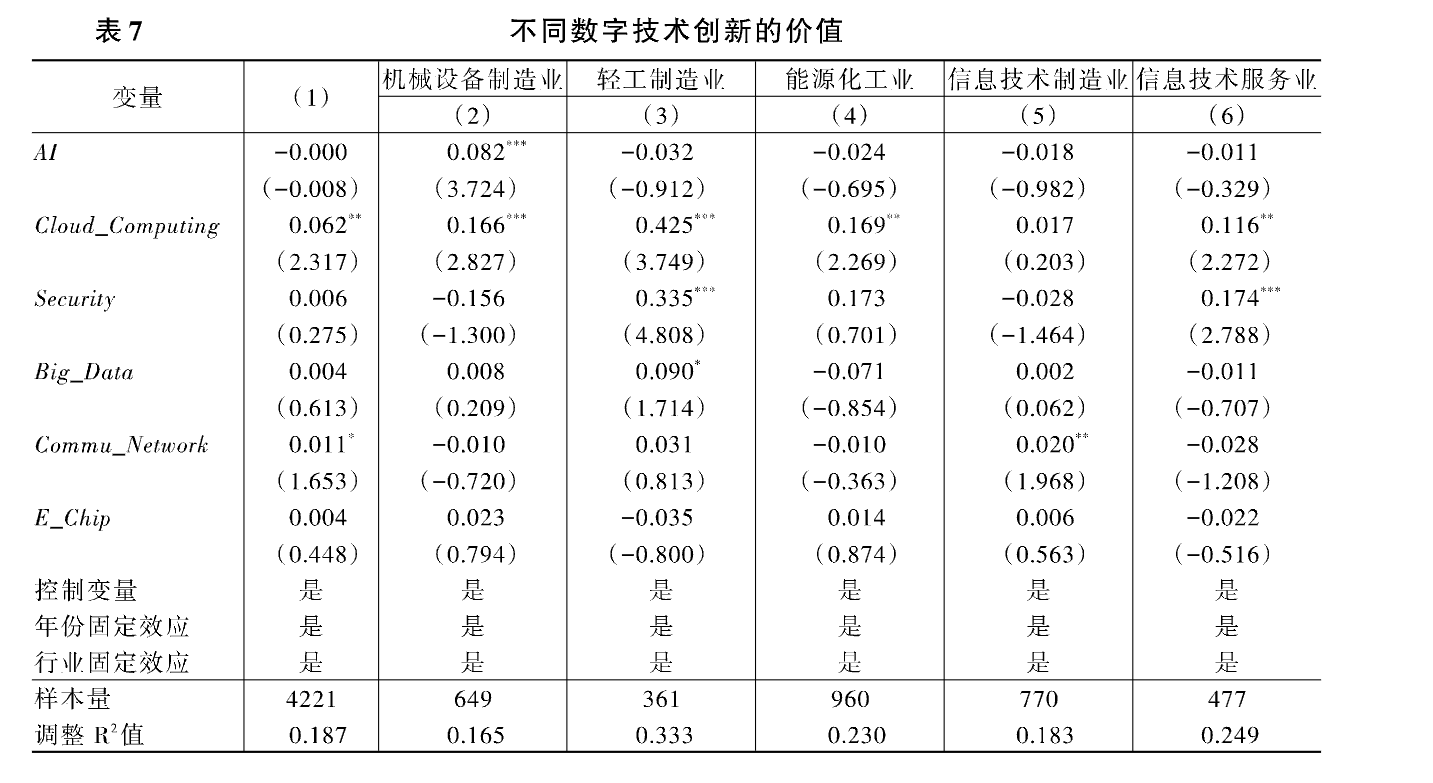 表7 不同数字技术创新的价值
变量 (1) 机械设备制造业 轻工制造业 能源化工业 信息技术制造业 信息技术服务业
(2) (3) (4) (5) (6)
AI -0.000 0.082*** -0.032 -0.024 -0.018 -0.011
(-0.008) (3.724) (-0.912) (-0.695) (-0.982) (-0.329)
Cloud_Computing 0.062** 0.166*** 0.425*** 0.169** 0.017 0.116**
(2.317) (2.827) (3.749) (2.269) (0.203) (2.272)
Security 0.006 -0.156 0.335*** 0.173 -0.028 0.174***
(0.275) (-1.300) (4.808) (0.701) (-1.464) (2.788)
Big_Data 0.004 0.008 0.090* -0.071 0.002 -0.011
(0.613) (0.209) (1.714) (-0.854) (0.062) (-0.707)
Commu_Network 0.011* -0.010 0.031 -0.010 0.020** -0.028
(1.653) (-0.720) (0.813) (-0.363) (1.968) (-1.208)
E_Chip 0.004 0.023 -0.035 0.014 0.006 -0.022
(0.448) (0.794) (-0.800) (0.874) (0.563) (-0.516)
控制变量 是 是 是 是 是 是
年份固定效应 是 是 是 是 是 是
行业固定效应 是 是 是 是 是 是
样本量 4221 649 361 960 770 477
调整 R²值 0.187 0.165 0.333 0.230 0.183 0.249